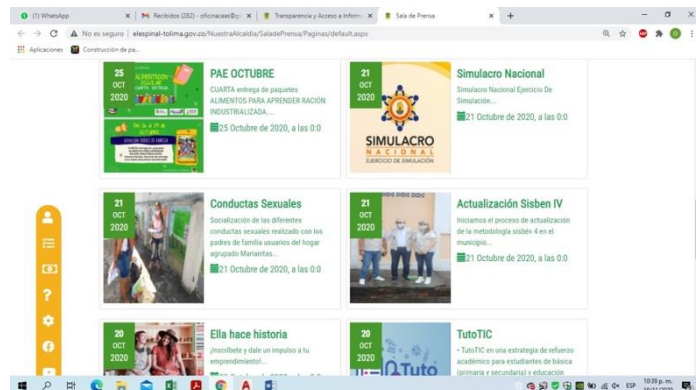 (1) WhatsApp
Recibidos (282) - oficinacaas@g
Transparencia y Acceso a Inform
Sala de Prensa
No es seguro | elespinal-tolima.gov.co/NuestraAlcaldia/SaladePrensa/Paginas/default.aspx
Aplicaciones
Construcción de pa...
25
OCT
2020
ALIMENTACIÓN
ESCOLAR
CUARTA ENTREGA
PAE OCTUBRE
CUARTA entrega de paquetes
ALIMENTOS PARA APRENDER RACIÓN
INDUSTRIALIZADA....
25 Octubre de 2020, a las 0:0
21
OCT
2020
SIMULACRO
NACIONAL
EJERCICIO DE SIMULACIÓN
Simulacro Nacional
Simulacro Nacional Ejercicio De
Simulación...
21 Octubre de 2020, a las 0:0
21
OCT
2020
Conductas Sexuales
Socialización de las diferentes
conductas sexuales realizado con los
padres de familia usuarios del hogar
agrupado Marianitas...
21 Octubre de 2020, a las 0:0
21
OCT
2020
Actualización Sisben IV
Iniciamos el proceso de actualización
de la metodología sisbén 4 en el
municipio...
21 Octubre de 2020, a las 0:0
20
OCT
2020
Ella hace historia
¡Inscríbete y dale un impulso a tu
emprendimiento!...
20
OCT
2020
Tuto
TutoTIC
• TutoTIC en una estrategia de refuerzo
académico para estudiantes de básica
(primaria y secundaria) y educación
ESP
10:39 p. m.